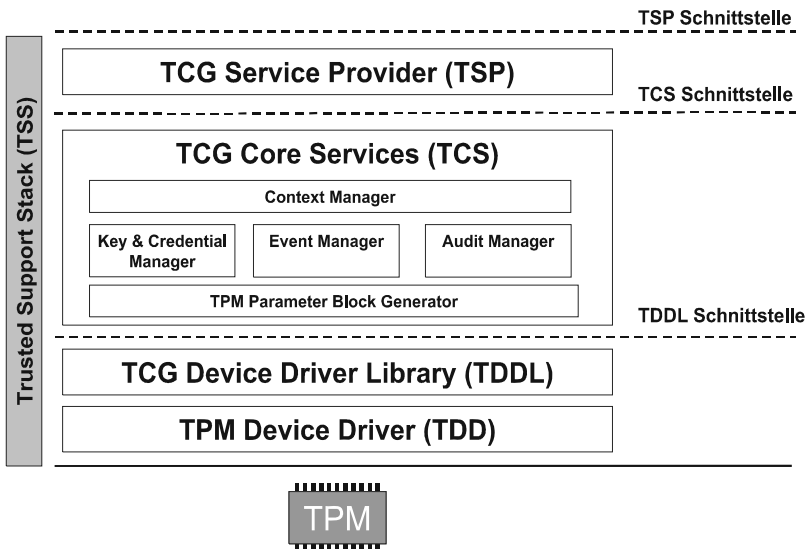 TSP Schnittstelle
TCG Service Provider (TSP)
TCS Schnittstelle
Trusted Support Stack (TSS)
TCG Core Services (TCS)
Context Manager
Key & Credential
Manager
Event Manager
Audit Manager
TPM Parameter Block Generator
TDDL Schnittstelle
TCG Device Driver Library (TDDL)
TPM Device Driver (TDD)
TPM